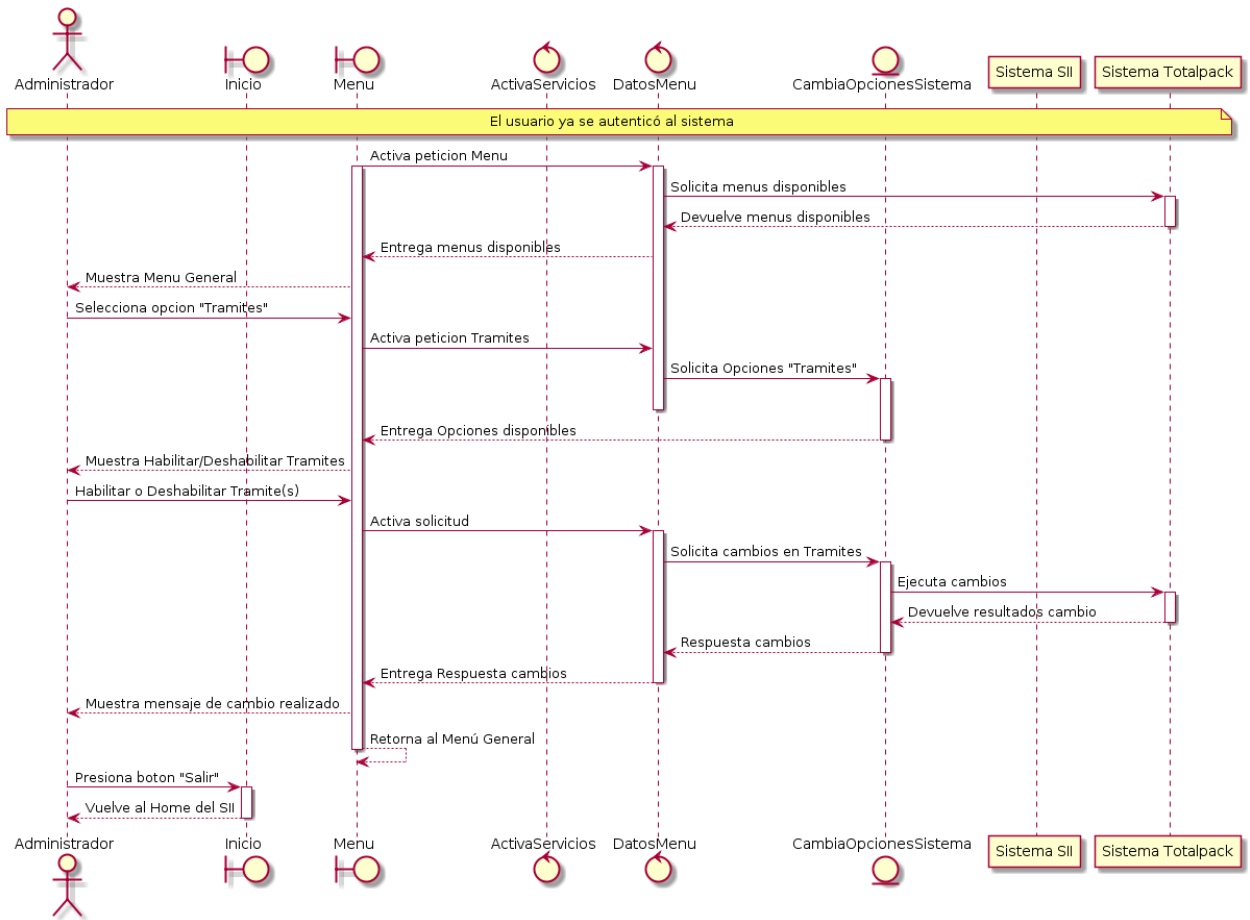 Administrador
Inicio
Menu
ActivaServicios
DatosMenu
CambiaOpcionesSistema
Sistema SII
Sistema Totalpack
El usuario ya se autenticó al sistema
Activa peticion Menu
Solicita menus disponibles
Devuelve menus disponibles
Entrega menus disponibles
Muestra Menu General
Selecciona opcion "Tramites"
Activa peticion Tramites
Solicita Opciones "Tramites"
Entrega Opciones disponibles
Muestra Habilitar/Deshabilitar Tramites
Habilitar o Deshabilitar Tramite(s)
Activa solicitud
Solicita cambios en Tramites
Ejecuta cambios
Devuelve resultados cambio
Respuesta cambios
Entrega Respuesta cambios
Muestra mensaje de cambio realizado
Retorna al Menú General
Presiona boton "Salir"
Vuelve al Home del SII
Administrador
Inicio
Menu
ActivaServicios
DatosMenu
CambiaOpcionesSistema
Sistema SII
Sistema Totalpack